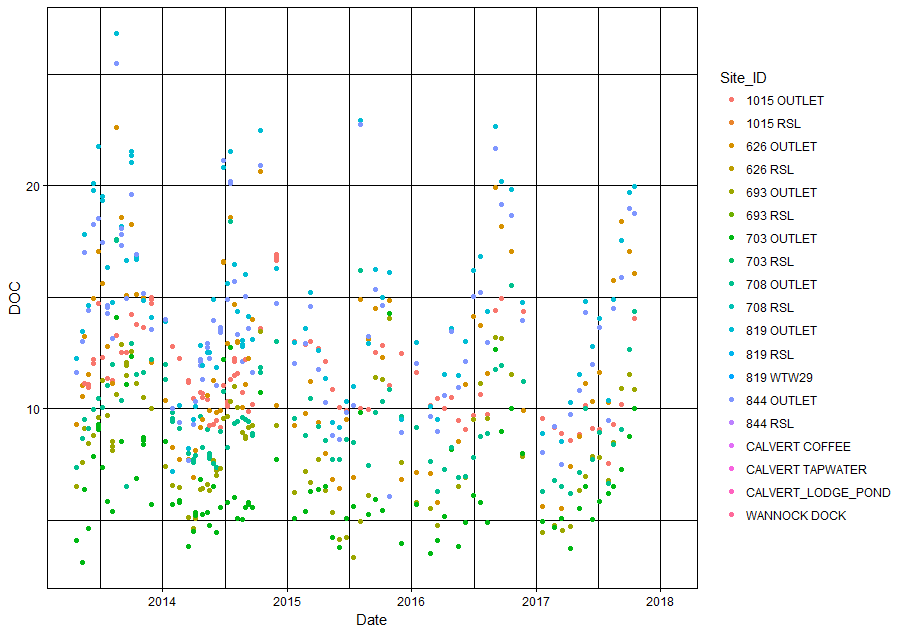 DOC
20
10
2014
2015
2016
2017
2018
Date
Site_ID
1015 OUTLET
1015 RSL
626 OUTLET
626 RSL
693 OUTLET
693 RSL
703 OUTLET
703 RSL
708 OUTLET
708 RSL
819 OUTLET
819 RSL
819 WTW29
844 OUTLET
844 RSL
CALVERT COFFEE
CALVERT TAPWATER
CALVERT_LODGE_POND
WANNOCK DOCK